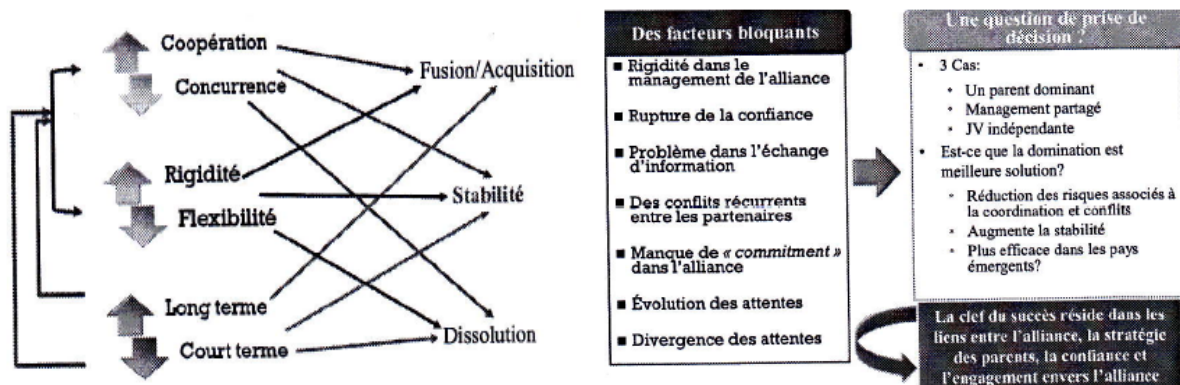 Coopération
Concurrence
Rigidité
Flexibilité
Long terme
Court terme
Fusion/Acquisition
Stabilité
Dissolution
Des facteurs bloquants
■ Rigidité dans le
management de l'alliance
■ Rupture de la confiance
■ Problème dans l'échange
d'information
■ Des conflits récurrents
entre les partenaires
■ Manque de « commitment »
dans l'alliance
■ Évolution des attentes
■ Divergence des attentes
Une question de prise de
décision ?
• 3 Cas:
• Un parent dominant
• Management partagé
• JV indépendante
• Est-ce que la domination est
meilleure solution?
• Réduction des risques associés à
la coordination et conflits
• Augmente la stabilité
• Plus efficace dans les pays
émergents?
La clef du succès réside dans les
liens entre l'alliance, la stratégie
des parents, la confiance et
l'engagement envers l'alliance